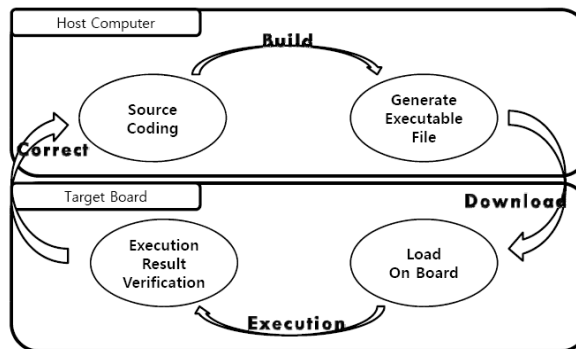 Host Computer
Build
Source
Coding
Generate
Executable
File
Correct
Target Board
Download
Execution
Result
Verification
Load
On Board
Execution